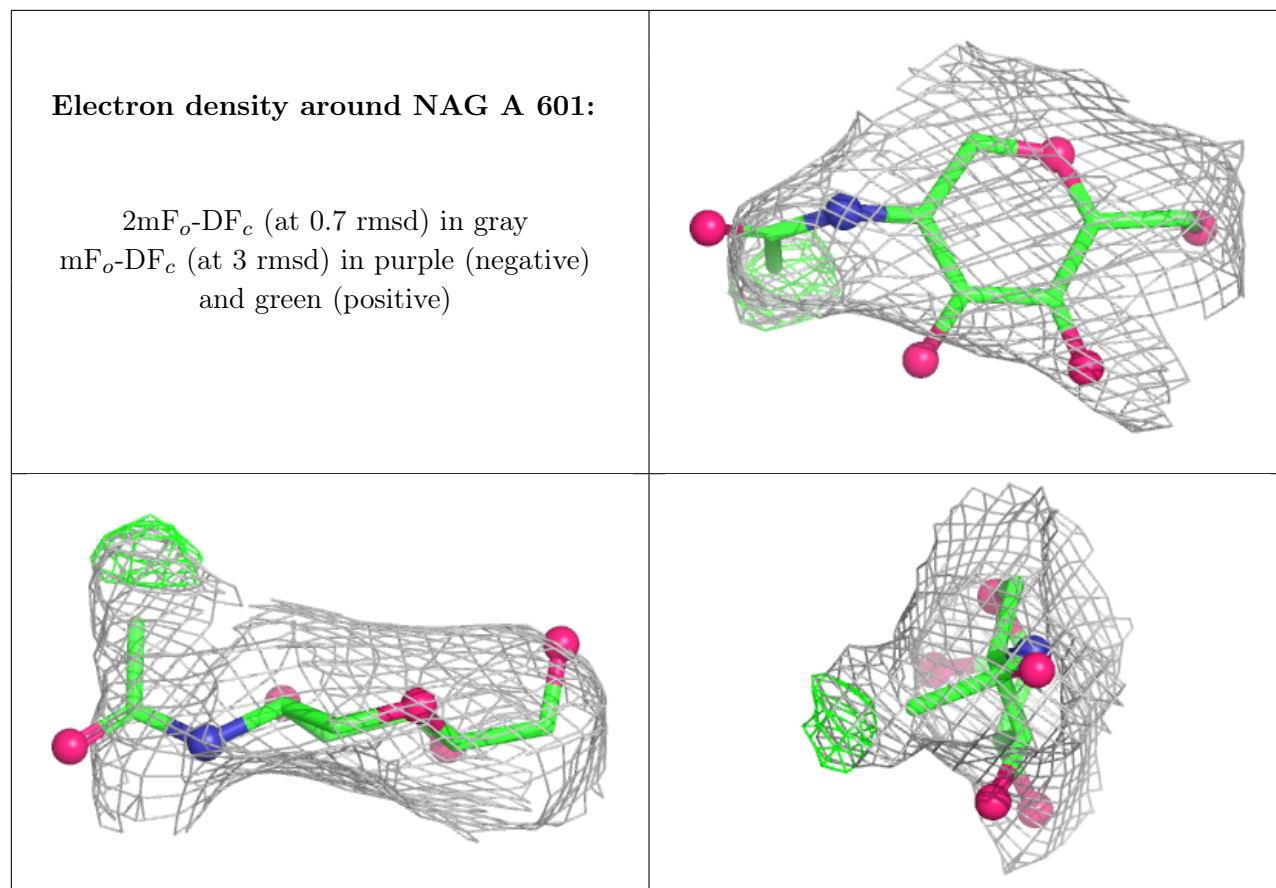 Electron density around NAG A 601:
2mFₒ-DF𝒸 (at 0.7 rmsd) in gray
mFₒ-DF𝒸 (at 3 rmsd) in purple (negative)
and green (positive)